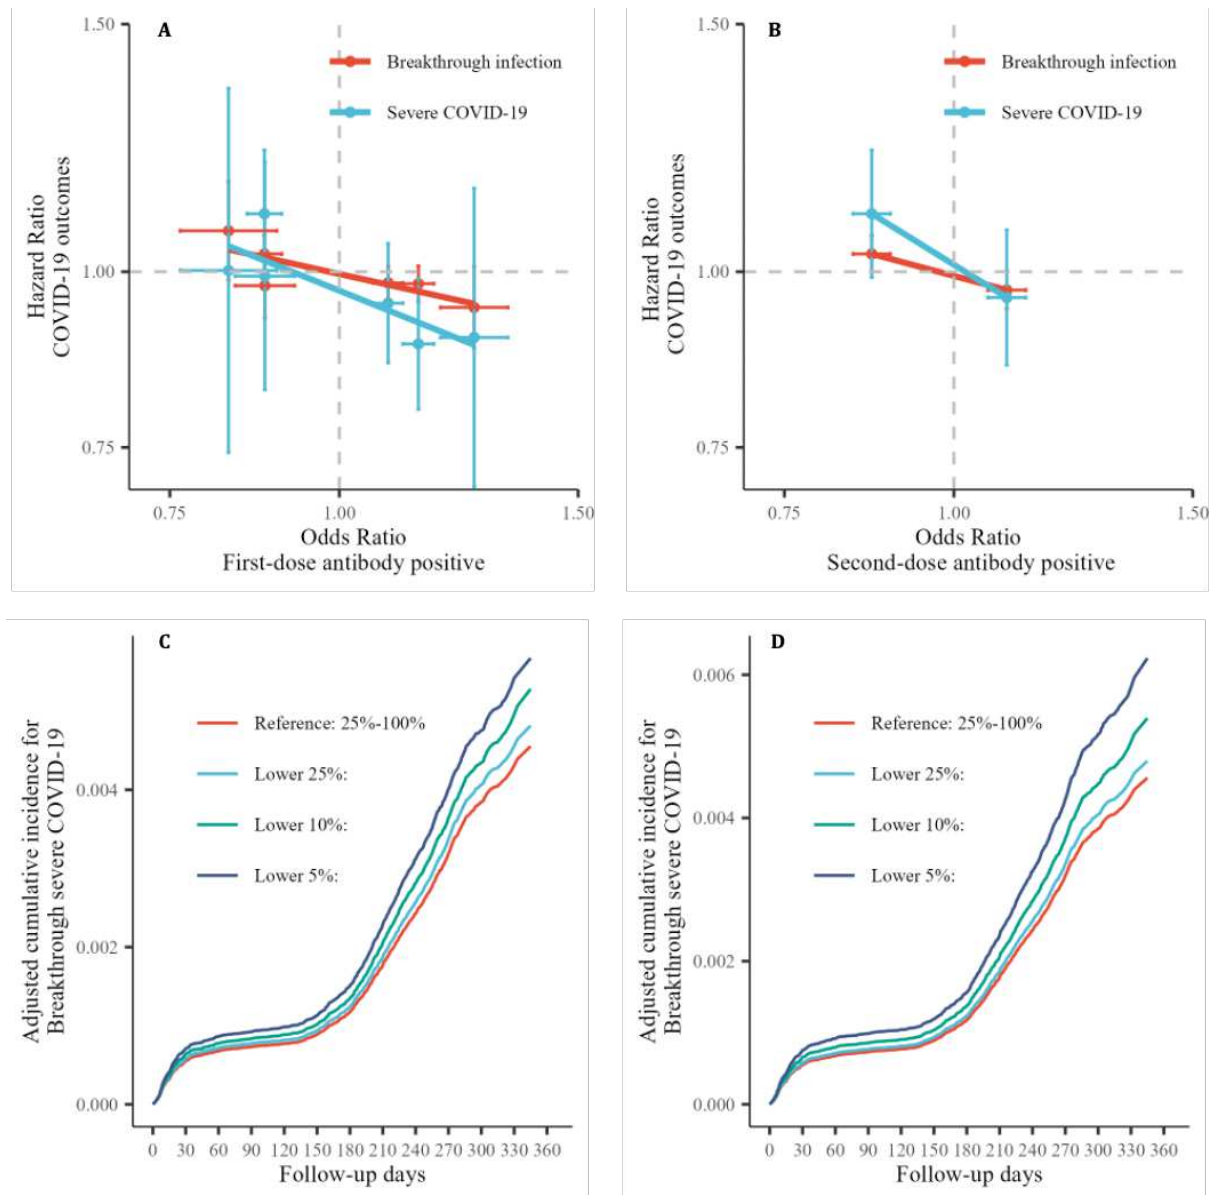 A
1.50
Breakthrough infection
Severe COVID-19
Hazard Ratio
COVID-19 outcomes
1.00
0.75
0.75 1.00 1.50
Odds Ratio
First-dose antibody positive
B
1.50
Breakthrough infection
Severe COVID-19
Hazard Ratio
COVID-19 outcomes
1.00
0.75
0.75 1.00 1.50
Odds Ratio
Second-dose antibody positive
C
Reference: 25%-100%
Lower 25%:
Lower 10%:
Lower 5%:
Adjusted cumulative incidence for
Breakthrough severe COVID-19
0.004
0.002
0.000
0 30 60 90 120 150 180 210 240 270 300 330 360
Follow-up days
D
0.006
Reference: 25%-100%
Lower 25%:
Lower 10%:
Lower 5%:
Adjusted cumulative incidence for
Breakthrough severe COVID-19
0.004
0.002
0.000
0 30 60 90 120 150 180 210 240 270 300 330 360
Follow-up days